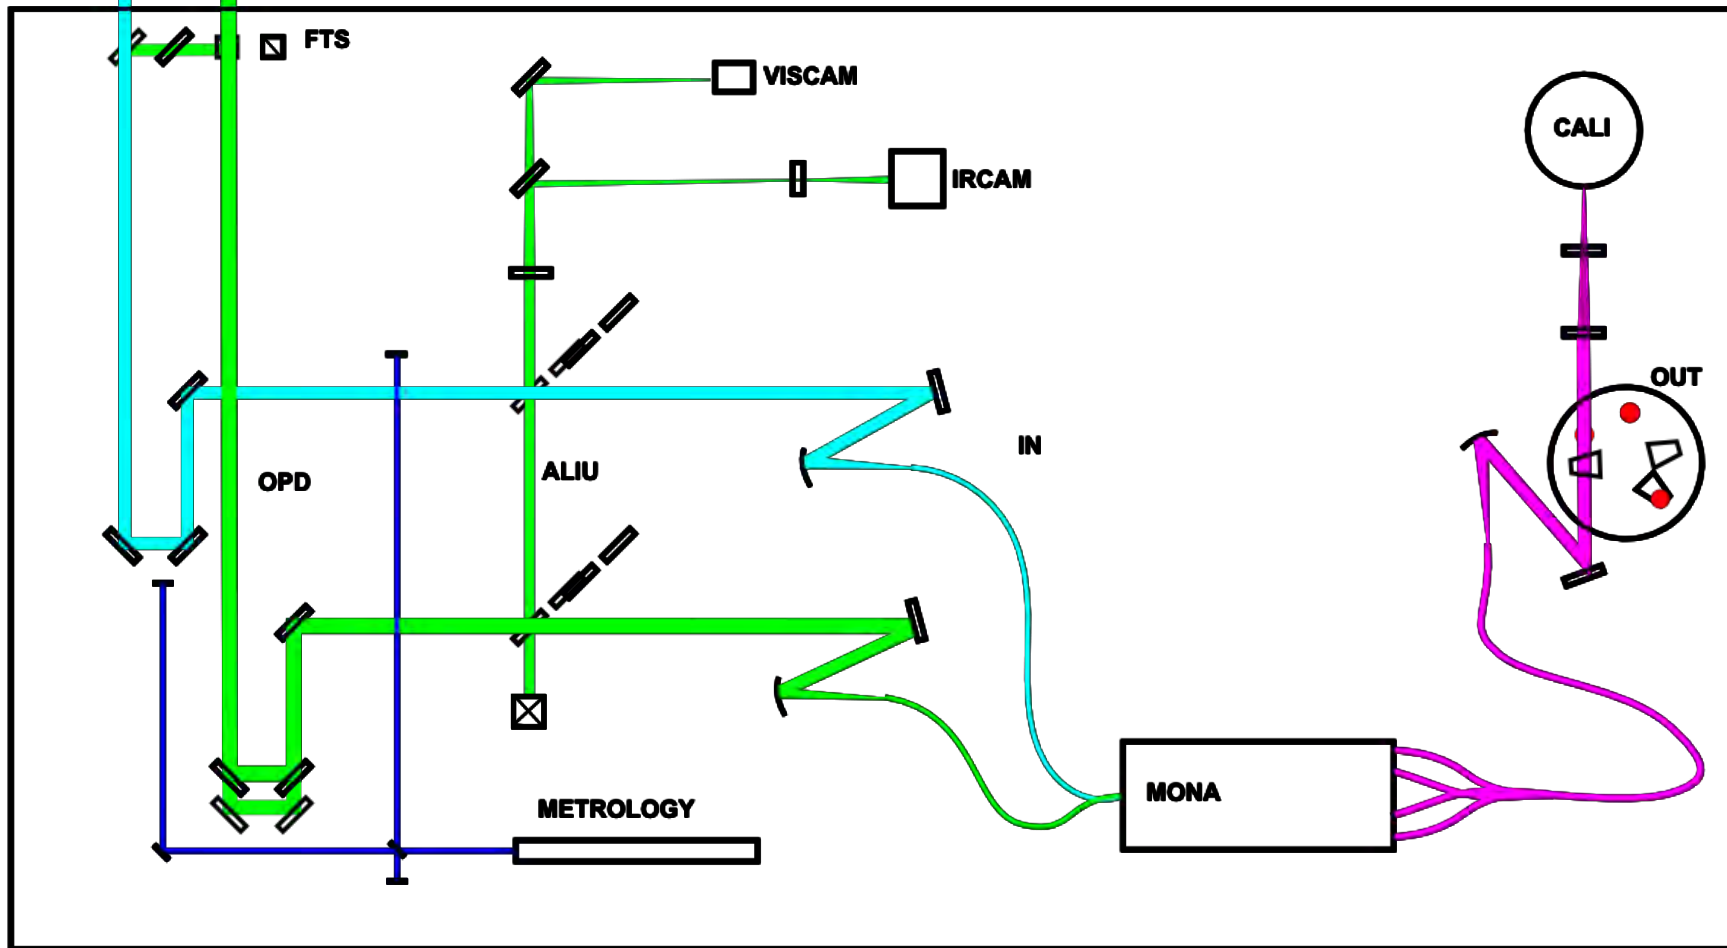 FTS
VISCAM
CALI
IRCAM
OUT
IN
ALIU
OPD
MONA
METROLOGY